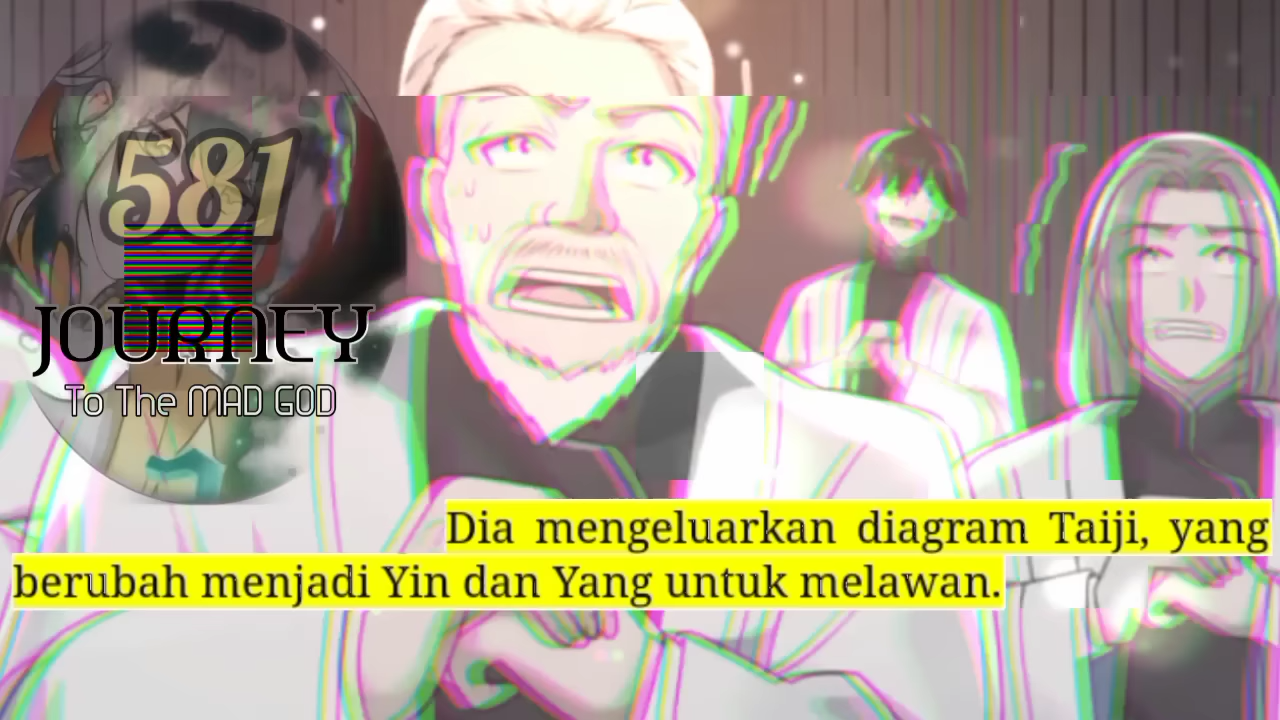 581
JOURNEY
To The MAD GOD
Dia mengeluarkan diagram Taiji, yang
berubah menjadi Yin dan Yang untuk melawan.